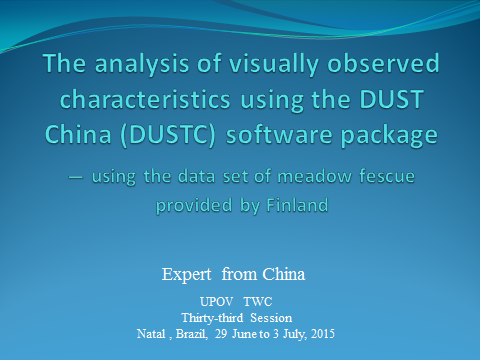 The analysis of visually observed
characteristics using the DUST
China (DUSTC) software package
— using the data set of meadow fescue
provided by Finland
Expert from China
UPOV TWC
Thirty-third Session
Natal , Brazil, 29 June to 3 July, 2015